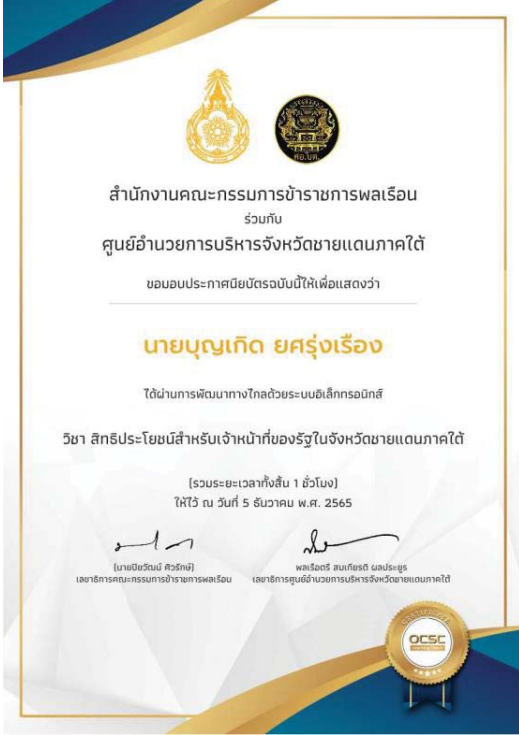 ศอ.บต.
สำนักงานคณะกรรมการข้าราชการพลเรือน
ร่วมกับ
ศูนย์อำนวยการบริหารจังหวัดชายแดนภาคใต้
ขอมอบประกาศนียบัตรฉบับนี้ให้เพื่อแสดงว่า
นายบุญเกิด ยศรุ่งเรือง
ได้ผ่านการพัฒนาทางไกลด้วยระบบอิเล็กทรอนิกส์
วิชา สิทธิประโยชน์สำหรับเจ้าหน้าที่ของรัฐในจังหวัดชายแดนภาคใต้
(รวมระยะเวลาทั้งสิ้น 1 ชั่วโมง)
ให้ไว้ ณ วันที่ 5 ธันวาคม พ.ศ. 2565
(นายปิยวัฒน์ ศิวรักษ์)
เลขาธิการคณะกรรมการข้าราชการพลเรือน
พลเรือตรี สมเกียรติ ผลประยูร
เลขาธิการศูนย์อำนวยการบริหารจังหวัดชายแดนภาคใต้
CERTIFICATE
OCSC